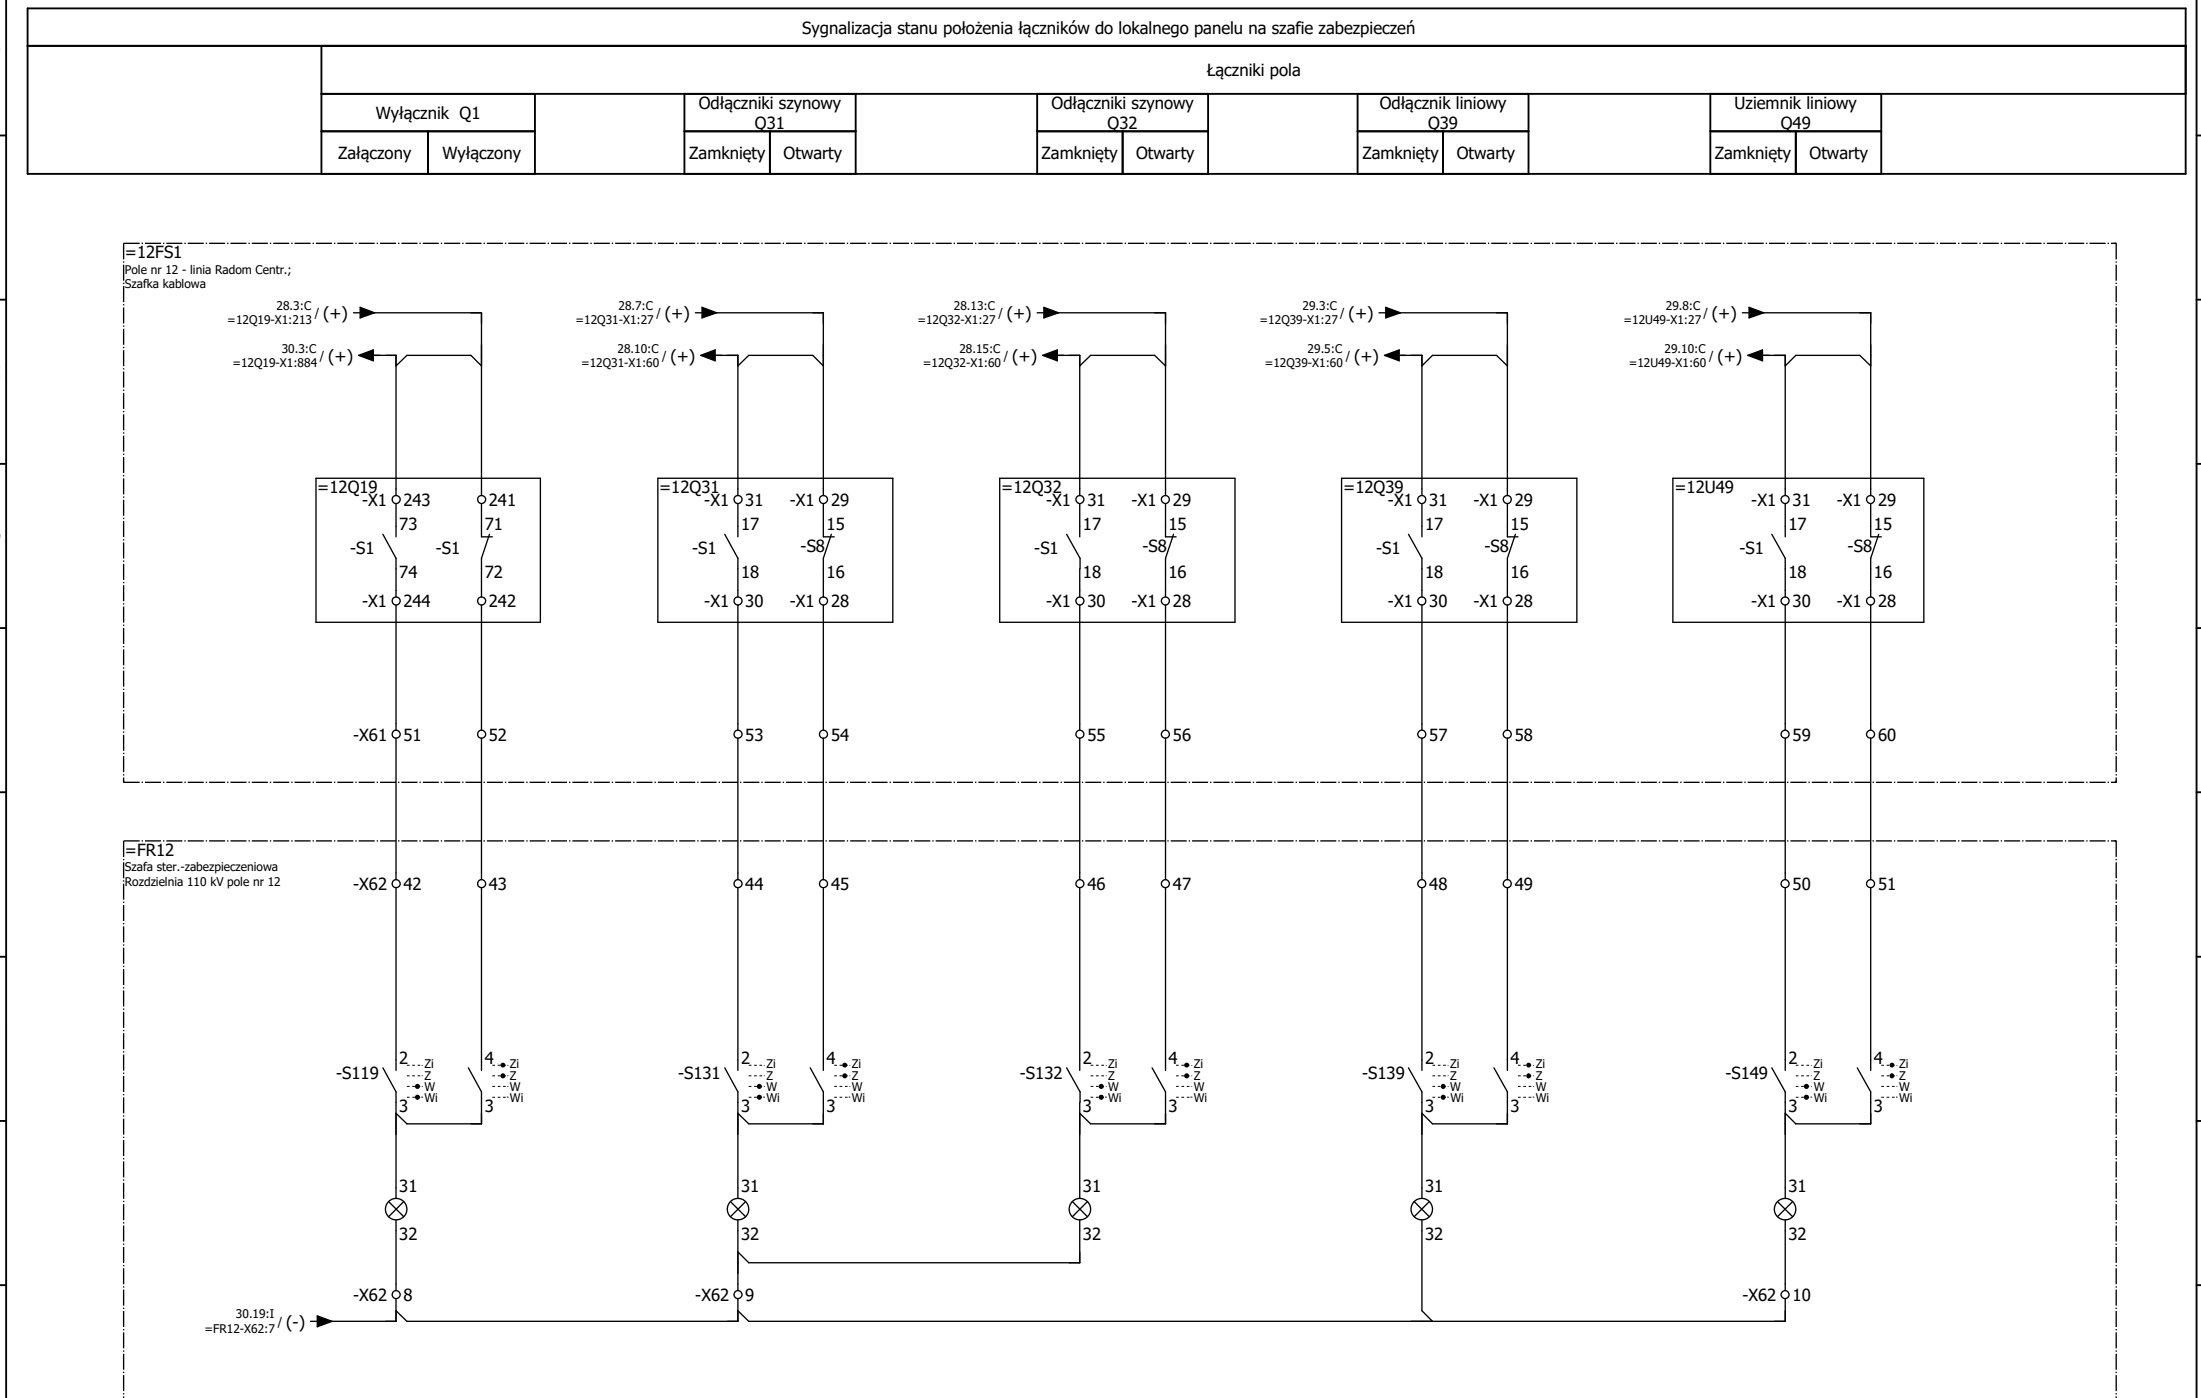 Sygnalizacja stanu położenia łączników do lokalnego panelu na szafie zabezpieczeń
Łączniki pola
Wyłącznik Q1
Odłączniki szynowy Q31
Odłączniki szynowy Q32
Odłącznik liniowy Q39
Uziemnik liniowy Q49
Załączony Wyłączony Zamknięty Otwarty Zamknięty Otwarty Zamknięty Otwarty Zamknięty Otwarty
=12FS1
Pole nr 12 - linia Radom Centr.;
Szafka kablowa
28.3:C
=12Q19-X1:213 / (+)
28.7:C
=12Q31-X1:27 / (+)
28.13:C
=12Q32-X1:27 / (+)
29.3:C
=12Q39-X1:27 / (+)
29.8:C
=12U49-X1:27 / (+)
30.3:C
=12Q19-X1:884 / (+)
28.10:C
=12Q31-X1:60 / (+)
28.15:C
=12Q32-X1:60 / (+)
29.5:C
=12Q39-X1:60 / (+)
29.10:C
=12U49-X1:60 / (+)
=12Q19 =12Q31 =12Q32 =12Q39 =12U49
-X1 243 241 -X1 31 -X1 29 -X1 31 -X1 29 -X1 31 -X1 29 -X1 31 -X1 29
73 71 17 15 17 15 17 15 17 15
-S1 -S1 -S1 -S8 -S1 -S8 -S1 -S8 -S1 -S8
74 72 18 16 18 16 18 16 18 16
-X1 244 242 -X1 30 -X1 28 -X1 30 -X1 28 -X1 30 -X1 28 -X1 30 -X1 28
-X61 51 52 53 54 55 56 57 58 59 60
=FR12
Szafa ster.-zabezpieczeniowa
Rozdzielnia 110 kV pole nr 12
-X62 42 43 44 45 46 47 48 49 50 51
2 Zi 4 Zi 2 Zi 4 Zi 2 Zi 4 Zi 2 Zi 4 Zi 2 Zi 4 Zi
-S119 Z Z -S131 Z Z -S132 Z Z -S139 Z Z -S149 Z Z
W W W W W W W W W W
Wi Wi Wi Wi Wi Wi Wi Wi Wi Wi
3 3 3 3 3 3 3 3 3 3
31 31 31 31 31
32 32 32 32 32
-X62 8 -X62 9 -X62 10
30.19:I
=FR12-X62:7 / (-)